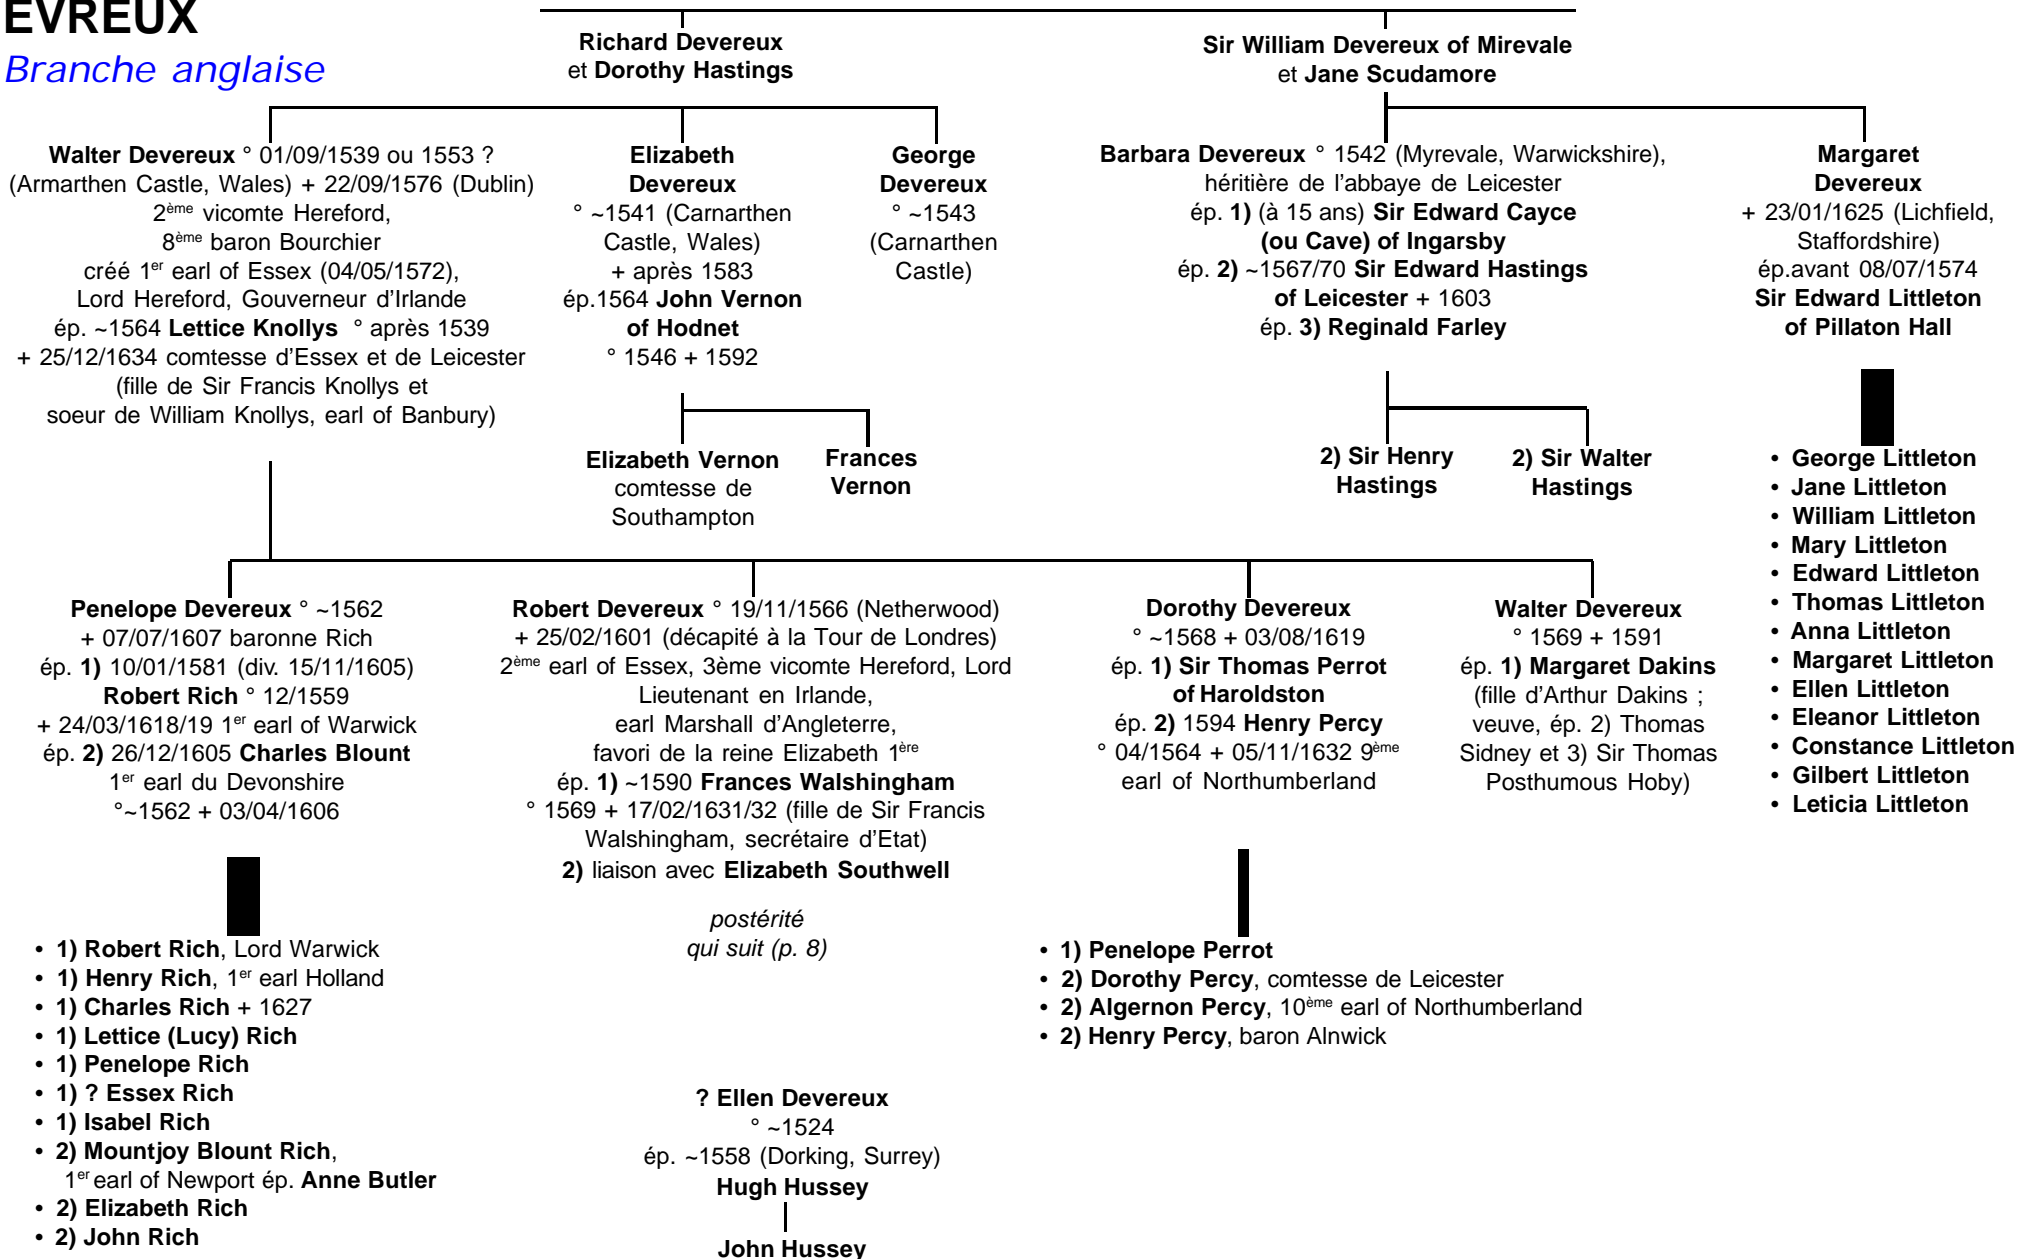 EVREUX
Branche anglaise
Richard Devereux
et Dorothy Hastings
Sir William Devereux of Mirevale
et Jane Scudamore
Walter Devereux ° 01/09/1539 ou 1553 ?
(Armarthen Castle, Wales) + 22/09/1576 (Dublin)
2ème vicomte Hereford,
8ème baron Bourchier
créé 1er earl of Essex (04/05/1572),
Lord Hereford, Gouverneur d'Irlande
ép. ~1564 Lettice Knollys ° après 1539
+ 25/12/1634 comtesse d'Essex et de Leicester
(fille de Sir Francis Knollys et
soeur de William Knollys, earl of Banbury)
Elizabeth
Devereux
° ~1541 (Carnarthen
Castle, Wales)
+ après 1583
ép.1564 John Vernon
of Hodnet
° 1546 + 1592
George
Devereux
° ~1543
(Carnarthen
Castle)
Barbara Devereux ° 1542 (Myrevale, Warwickshire),
héritière de l'abbaye de Leicester
ép. 1) (à 15 ans) Sir Edward Cayce
(ou Cave) of Ingarsby
ép. 2) ~1567/70 Sir Edward Hastings
of Leicester + 1603
ép. 3) Reginald Farley
Margaret
Devereux
+ 23/01/1625 (Lichfield,
Staffordshire)
ép.avant 08/07/1574
Sir Edward Littleton
of Pillaton Hall
Elizabeth Vernon
comtesse de
Southampton
Frances
Vernon
2) Sir Henry
Hastings
2) Sir Walter
Hastings
• George Littleton
• Jane Littleton
• William Littleton
• Mary Littleton
• Edward Littleton
• Thomas Littleton
• Anna Littleton
• Margaret Littleton
• Ellen Littleton
• Eleanor Littleton
• Constance Littleton
• Gilbert Littleton
• Leticia Littleton
Penelope Devereux ° ~1562
+ 07/07/1607 baronne Rich
ép. 1) 10/01/1581 (div. 15/11/1605)
Robert Rich ° 12/1559
+ 24/03/1618/19 1er earl of Warwick
ép. 2) 26/12/1605 Charles Blount
1er earl du Devonshire
°~1562 + 03/04/1606
Robert Devereux ° 19/11/1566 (Netherwood)
+ 25/02/1601 (décapité à la Tour de Londres)
2ème earl of Essex, 3ème vicomte Hereford, Lord
Lieutenant en Irlande,
earl Marshall d'Angleterre,
favori de la reine Elizabeth 1ère
ép. 1) ~1590 Frances Walshingham
° 1569 + 17/02/1631/32 (fille de Sir Francis
Walshingham, secrétaire d'Etat)
2) liaison avec Elizabeth Southwell
postérité
qui suit (p. 8)
Dorothy Devereux
° ~1568 + 03/08/1619
ép. 1) Sir Thomas Perrot
of Haroldston
ép. 2) 1594 Henry Percy
° 04/1564 + 05/11/1632 9ème
earl of Northumberland
Walter Devereux
° 1569 + 1591
ép. 1) Margaret Dakins
(fille d'Arthur Dakins ;
veuve, ép. 2) Thomas
Sidney et 3) Sir Thomas
Posthumous Hoby)
• 1) Robert Rich, Lord Warwick
• 1) Henry Rich, 1er earl Holland
• 1) Charles Rich + 1627
• 1) Lettice (Lucy) Rich
• 1) Penelope Rich
• 1) ? Essex Rich
• 1) Isabel Rich
• 2) Mountjoy Blount Rich,
1er earl of Newport ép. Anne Butler
• 2) Elizabeth Rich
• 2) John Rich
• 1) Penelope Perrot
• 2) Dorothy Percy, comtesse de Leicester
• 2) Algernon Percy, 10ème earl of Northumberland
• 2) Henry Percy, baron Alnwick
? Ellen Devereux
° ~1524
ép. ~1558 (Dorking, Surrey)
Hugh Hussey
John Hussey